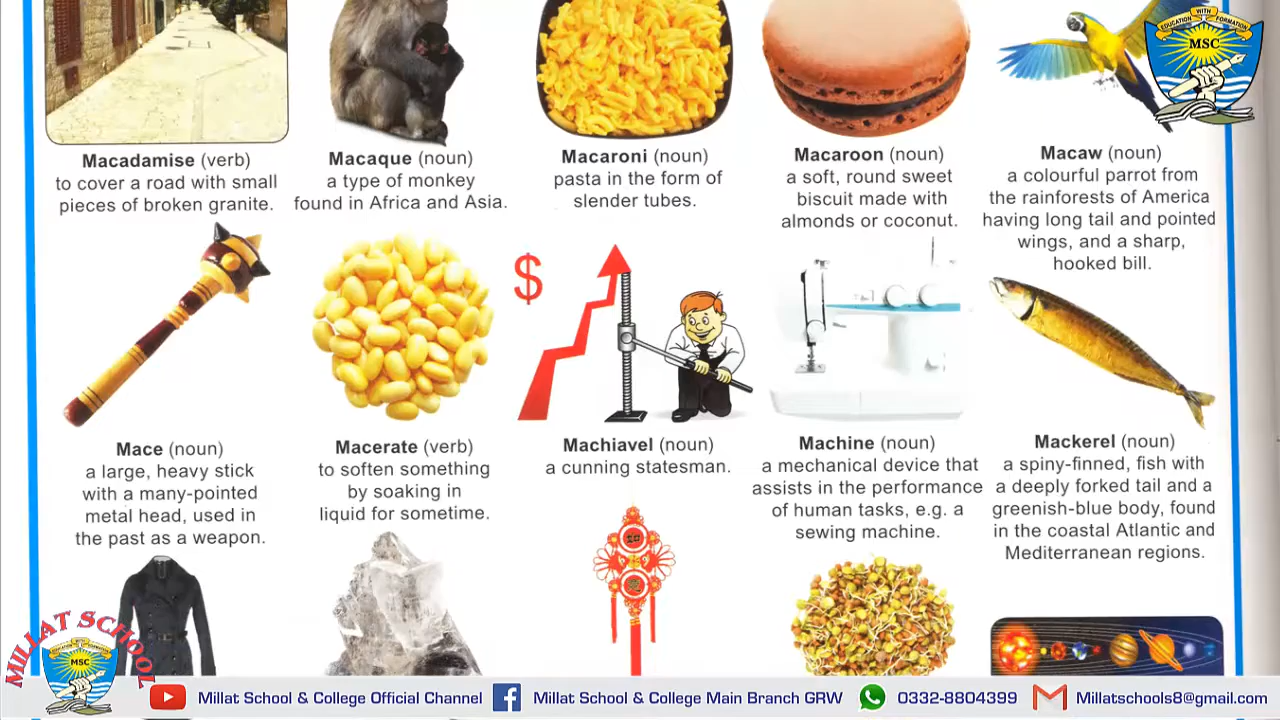 EDUCATION WITH FORMATION
MSC
Macadamise (verb)
to cover a road with small
pieces of broken granite.
Macaque (noun)
a type of monkey
found in Africa and Asia.
Macaroni (noun)
pasta in the form of
slender tubes.
Macaroon (noun)
a soft, round sweet
biscuit made with
almonds or coconut.
Macaw (noun)
a colourful parrot from
the rainforests of America
having long tail and pointed
wings, and a sharp,
hooked bill.
$
Mace (noun)
a large, heavy stick
with a many-pointed
metal head, used in
the past as a weapon.
Macerate (verb)
to soften something
by soaking in
liquid for sometime.
Machiavel (noun)
a cunning statesman.
Machine (noun)
a mechanical device that
assists in the performance
of human tasks, e.g. a
sewing machine.
Mackerel (noun)
a spiny-finned, fish with
a deeply forked tail and a
greenish-blue body, found
in the coastal Atlantic and
Mediterranean regions.
MILLAT SCHOOL
MSC
Millat School & College Official Channel
Millat School & College Main Branch GRW
0332-8804399
Millatschools8@gmail.com